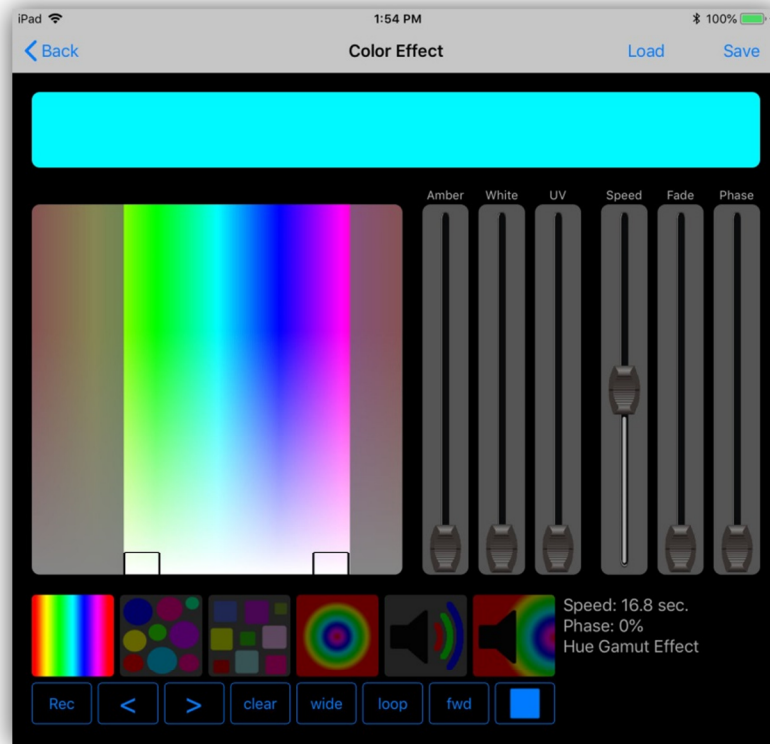 iPad 1:54 PM 100%
Back Color Effect Load Save
Amber White UV Speed Fade Phase
Speed: 16.8 sec.
Phase: 0%
Hue Gamut Effect
Rec < > clear wide loop fwd